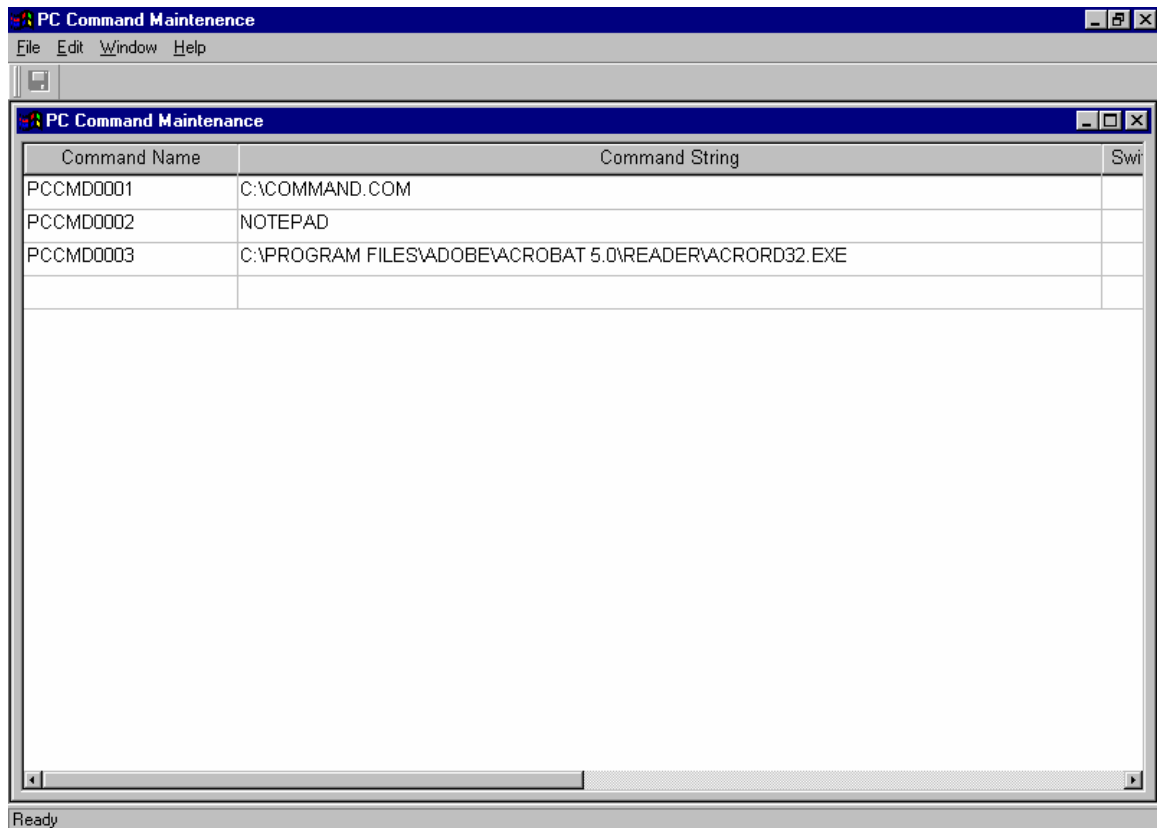 PC Command Maintenence
File Edit Window Help
PC Command Maintenance
Command Name Command String Swi
PCCMD0001 C:\COMMAND.COM
PCCMD0002 NOTEPAD
PCCMD0003 C:\PROGRAM FILES\ADOBE\ACROBAT 5.0\READER\ACRORD32.EXE
Ready